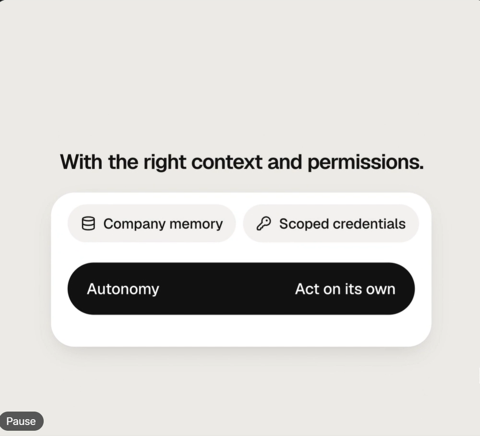 With the right context and permissions.
Company memory
Scoped credentials
Autonomy
Act on its own
Pause